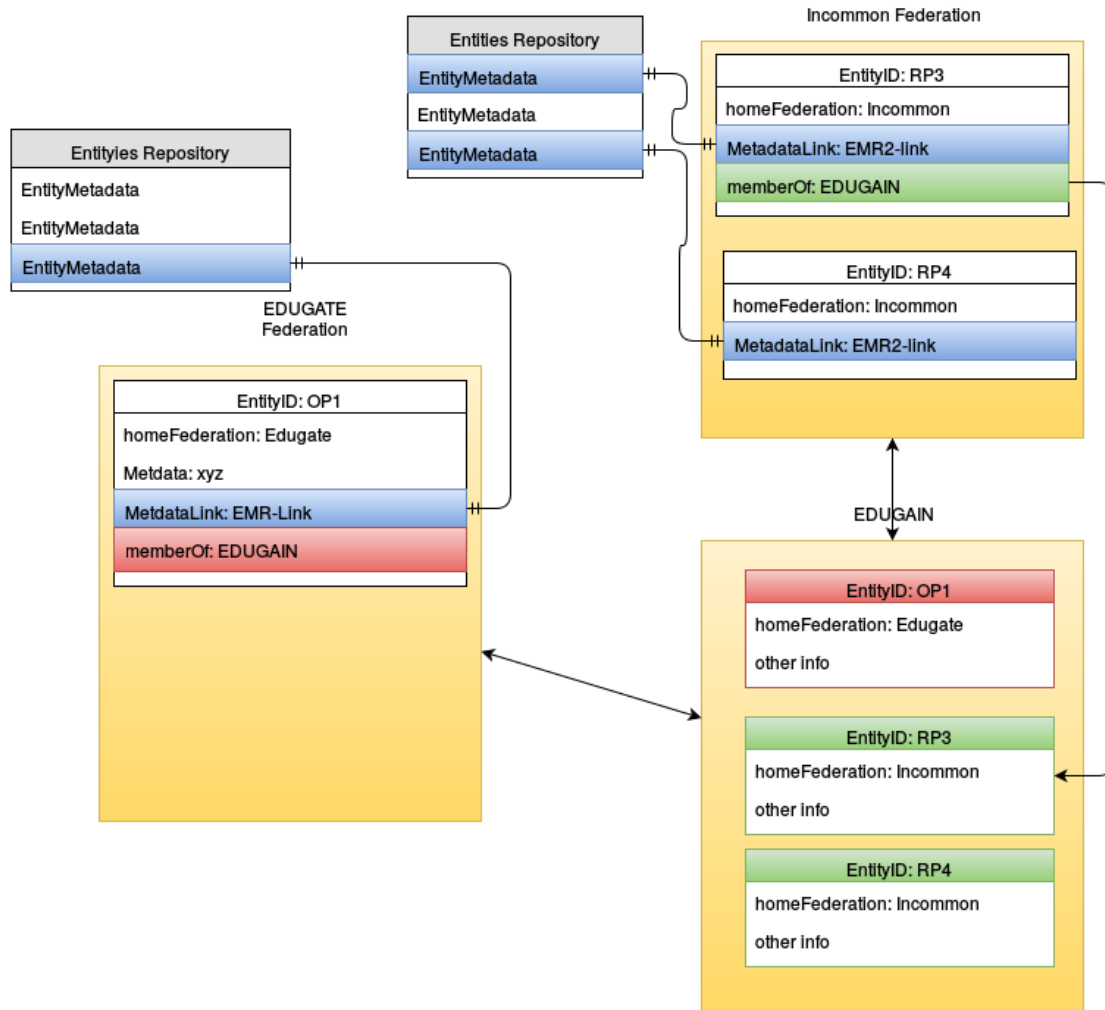 Incommon Federation
Entities Repository
EntityMetadata
EntityMetadata
EntityMetadata
EntityID: RP3
homeFederation: Incommon
MetadataLink: EMR2-link
memberOf: EDUGAIN
EntityID: RP4
homeFederation: Incommon
MetadataLink: EMR2-link
Entityies Repository
EntityMetadata
EntityMetadata
EntityMetadata
EDUGATE
Federation
EntityID: OP1
homeFederation: Edugate
Metdata: xyz
MetdataLink: EMR-Link
memberOf: EDUGAIN
EDUGAIN
EntityID: OP1
homeFederation: Edugate
other info
EntityID: RP3
homeFederation: Incommon
other info
EntityID: RP4
homeFederation: Incommon
other info